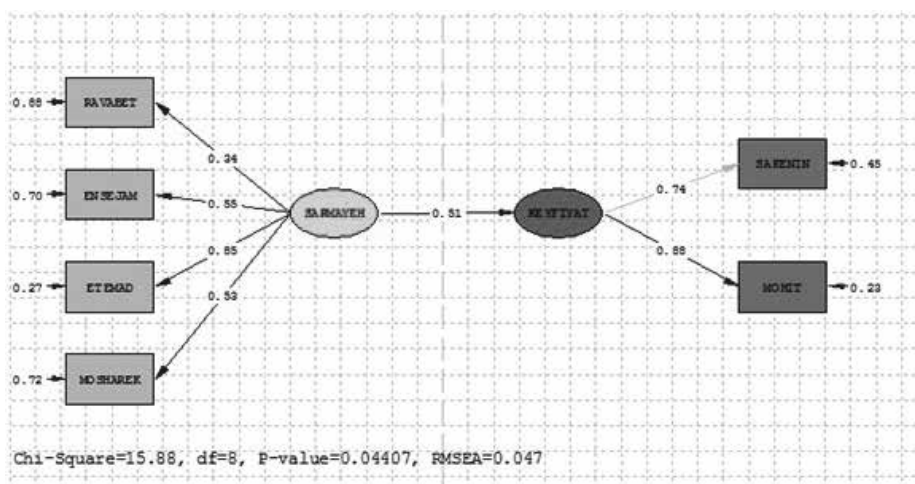 0.88
RAVABET
0.34
0.70
ENSEJAM
0.55
0.27
ETEMAD
0.85
0.72
MOSHAREK
0.53
SARMAYEH
0.51
KEYFIYAT
0.74
SAKENIN
0.45
0.88
MOHIT
0.23
Chi-Square=15.88, df=8, P-value=0.04407, RMSEA=0.047